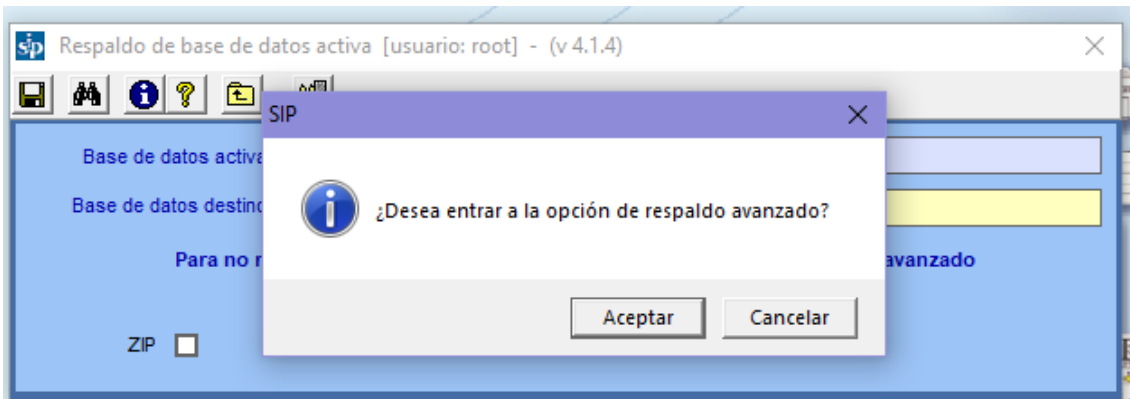 sip Respaldo de base de datos activa [usuario: root] - (v 4.1.4)
SIP
Base de datos activa
Base de datos destino
¿Desea entrar a la opción de respaldo avanzado?
Para no avanzado
Aceptar Cancelar
ZIP